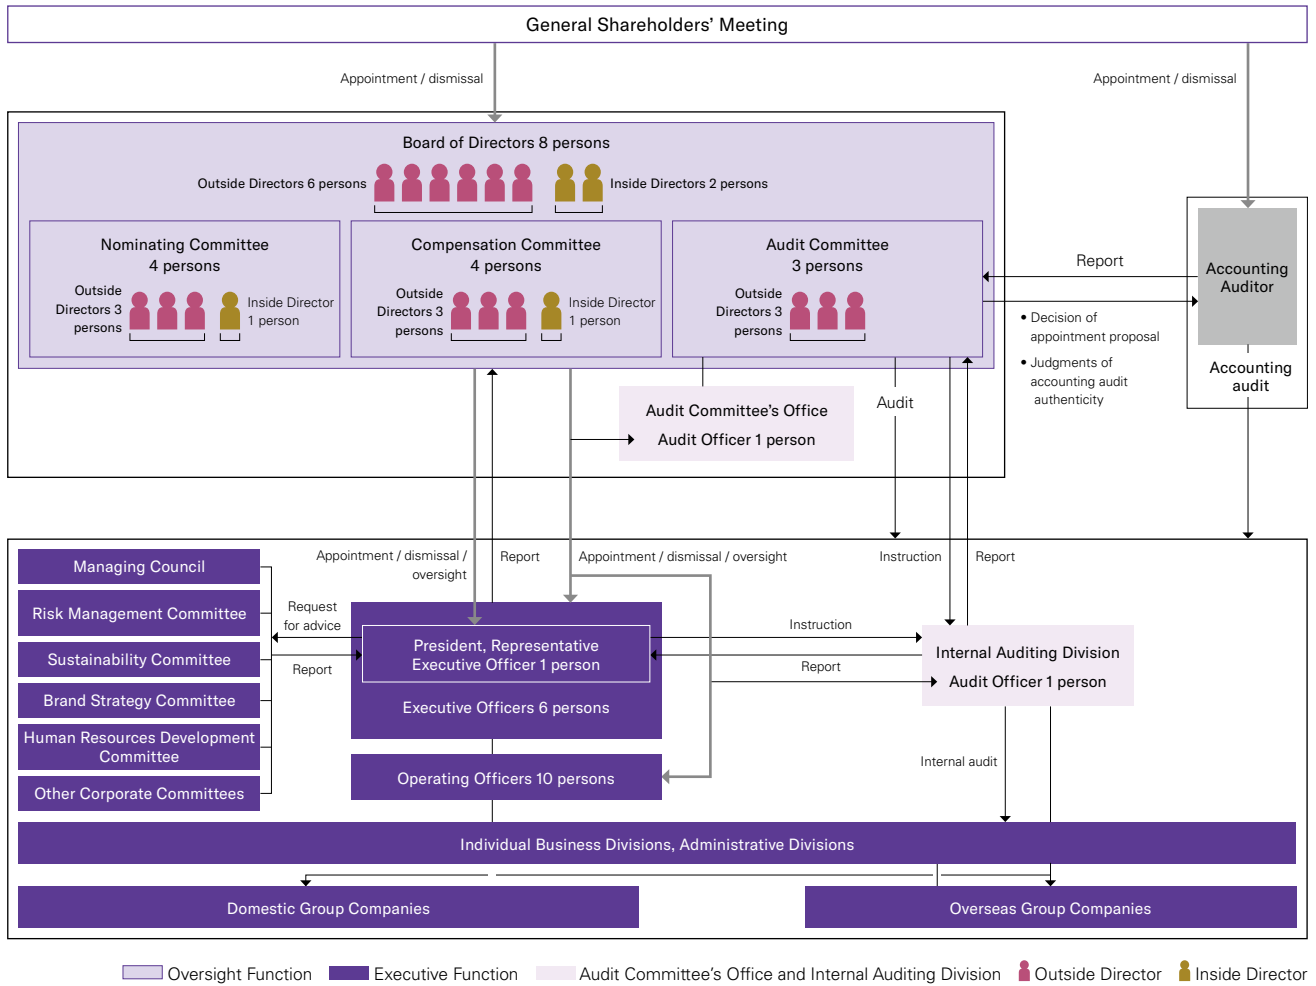 General Shareholders’ Meeting
Appointment / dismissal
Appointment / dismissal
Board of Directors 8 persons
Outside Directors 6 persons
Inside Directors 2 persons
Nominating Committee
4 persons
Outside
Directors 3
persons
Inside Director
1 person
Compensation Committee
4 persons
Outside
Directors 3
persons
Inside Director
1 person
Audit Committee
3 persons
Outside
Directors 3
persons
Report
• Decision of
appointment proposal
• Judgments of
accounting audit
authenticity
Accounting
Auditor
Accounting
audit
Audit Committee’s Office
Audit Officer 1 person
Audit
Managing Council
Risk Management Committee
Sustainability Committee
Brand Strategy Committee
Human Resources Development
Committee
Other Corporate Committees
Request
for advice
Report
Appointment / dismissal /
oversight
Report
Appointment / dismissal / oversight
Instruction
Report
President, Representative
Executive Officer 1 person
Executive Officers 6 persons
Operating Officers 10 persons
Instruction
Report
Internal Auditing Division
Audit Officer 1 person
Internal audit
Individual Business Divisions, Administrative Divisions
Domestic Group Companies
Overseas Group Companies
Oversight Function
Executive Function
Audit Committee’s Office and Internal Auditing Division
Outside Director
Inside Director